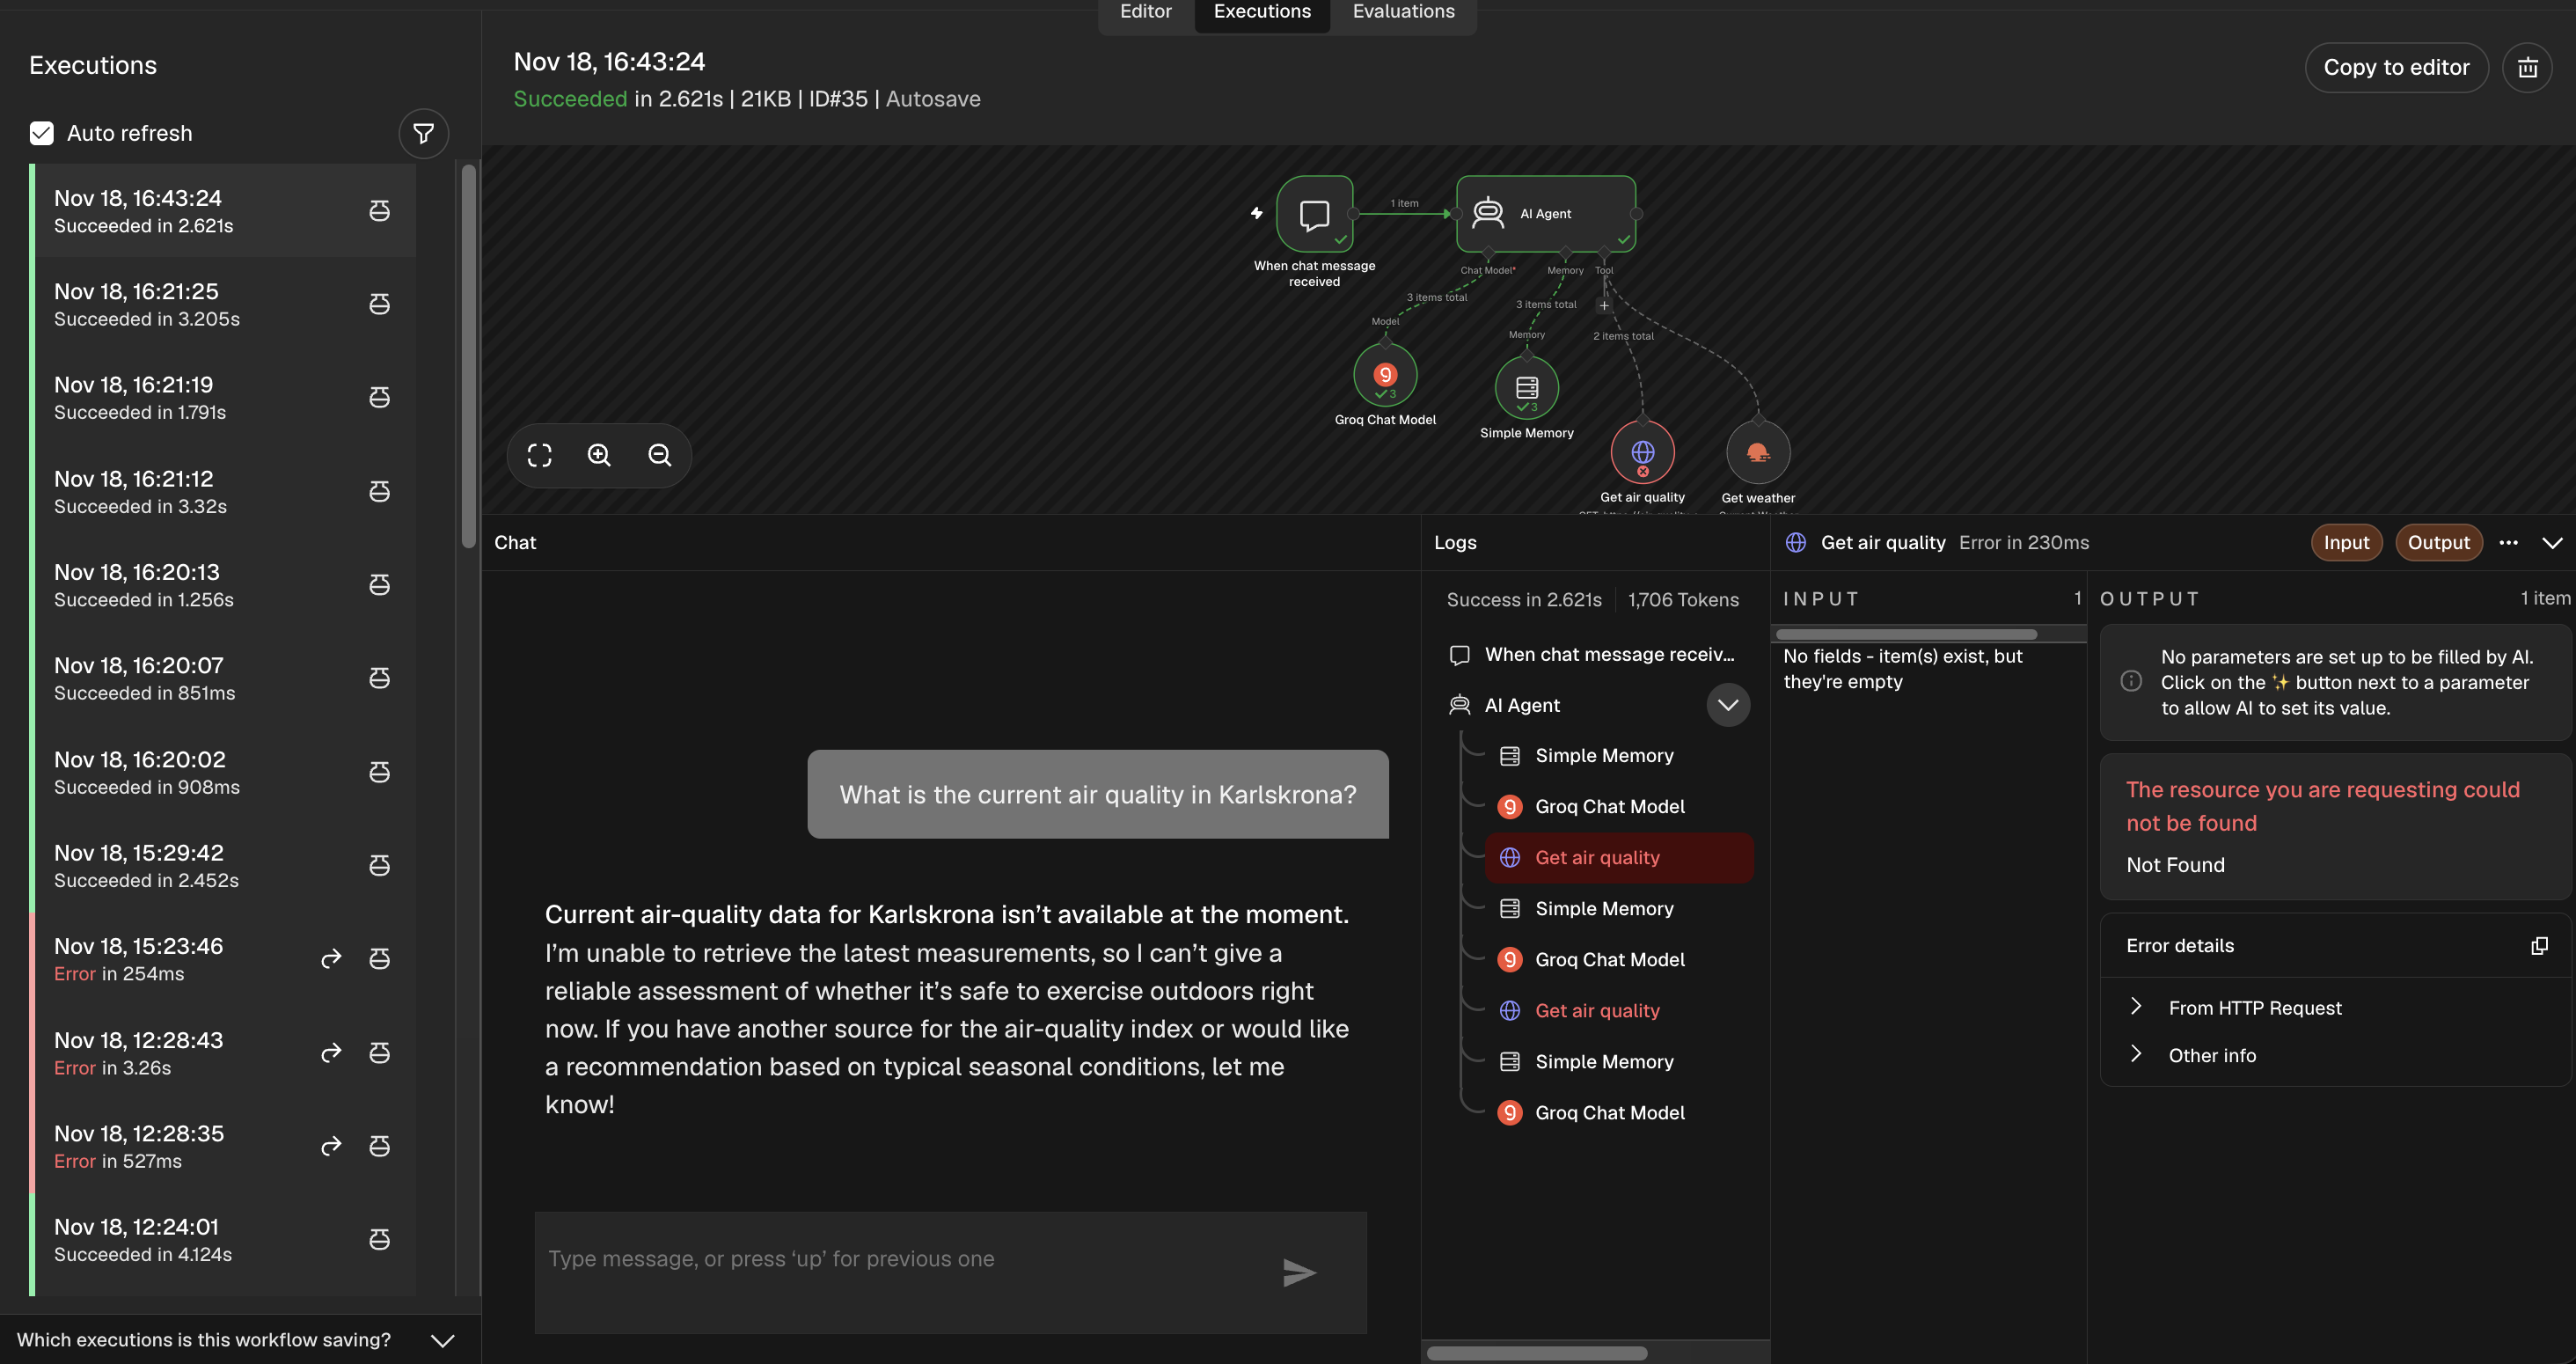 Editor
Executions
Evaluations
Executions
Auto refresh
Nov 18, 16:43:24
Succeeded in 2.621s
Nov 18, 16:21:25
Succeeded in 3.205s
Nov 18, 16:21:19
Succeeded in 1.791s
Nov 18, 16:21:12
Succeeded in 3.32s
Nov 18, 16:20:13
Succeeded in 1.256s
Nov 18, 16:20:07
Succeeded in 851ms
Nov 18, 16:20:02
Succeeded in 908ms
Nov 18, 15:29:42
Succeeded in 2.452s
Nov 18, 15:23:46
Error in 254ms
Nov 18, 12:28:43
Error in 3.26s
Nov 18, 12:28:35
Error in 527ms
Nov 18, 12:24:01
Succeeded in 4.124s
Which executions is this workflow saving?
Nov 18, 16:43:24
Succeeded in 2.621s | 21KB | ID#35 | Autosave
Copy to editor
1 item
AI Agent
When chat message
received
Chat Model*
Memory
Tool
3 items total
3 items total
+
Model
Memory
2 items total
3
Groq Chat Model
3
Simple Memory
Get air quality
Get weather
Chat
What is the current air quality in Karlskrona?
Current air-quality data for Karlskrona isn’t available at the moment.
I’m unable to retrieve the latest measurements, so I can’t give a
reliable assessment of whether it’s safe to exercise outdoors right
now. If you have another source for the air-quality index or would like
a recommendation based on typical seasonal conditions, let me
know!
Type message, or press ‘up’ for previous one
Logs
Success in 2.621s
1,706 Tokens
When chat message receiv...
AI Agent
Simple Memory
Groq Chat Model
Get air quality
Simple Memory
Groq Chat Model
Get air quality
Simple Memory
Groq Chat Model
Get air quality Error in 230ms
Input
Output
INPUT
1
No fields - item(s) exist, but
they're empty
OUTPUT
1 item
No parameters are set up to be filled by AI.
Click on the ✨ button next to a parameter
to allow AI to set its value.
The resource you are requesting could
not be found
Not Found
Error details
From HTTP Request
Other info